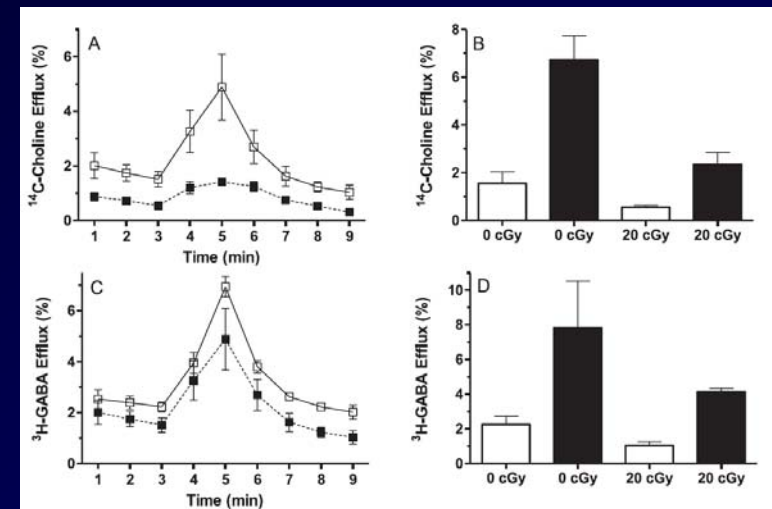 A
¹⁴C-Choline Efflux (%)
6
4
2
0
1 2 3 4 5 6 7 8 9
Time (min)
B
¹⁴C-Choline Efflux (%)
8
6
4
2
0
0 cGy 0 cGy 20 cGy 20 cGy
C
³H-GABA Efflux (%)
6
4
2
0
1 2 3 4 5 6 7 8 9
Time (min)
D
³H-GABA Efflux (%)
10
8
6
4
2
0
0 cGy 0 cGy 20 cGy 20 cGy